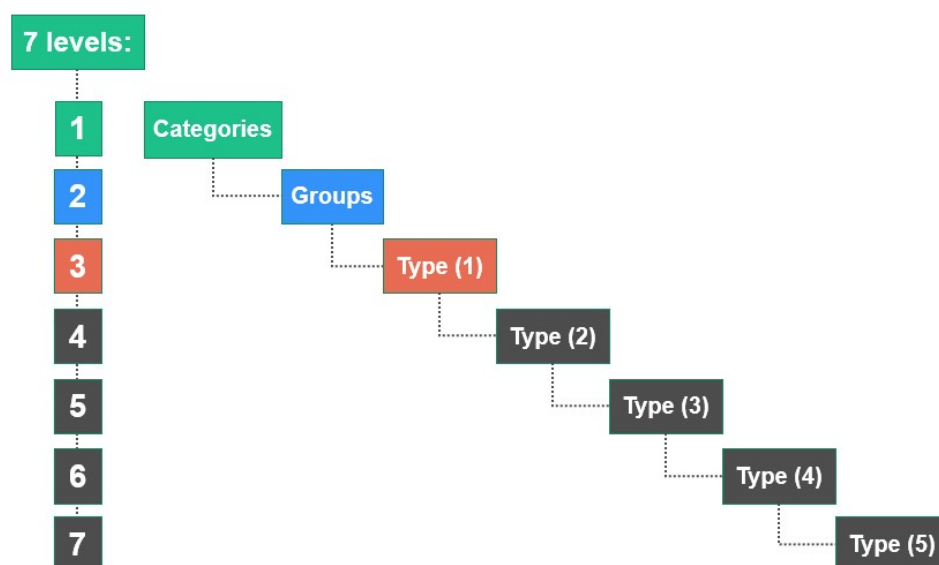 7 levels:
1
Categories
2
Groups
3
Type (1)
4
Type (2)
5
Type (3)
6
Type (4)
7
Type (5)